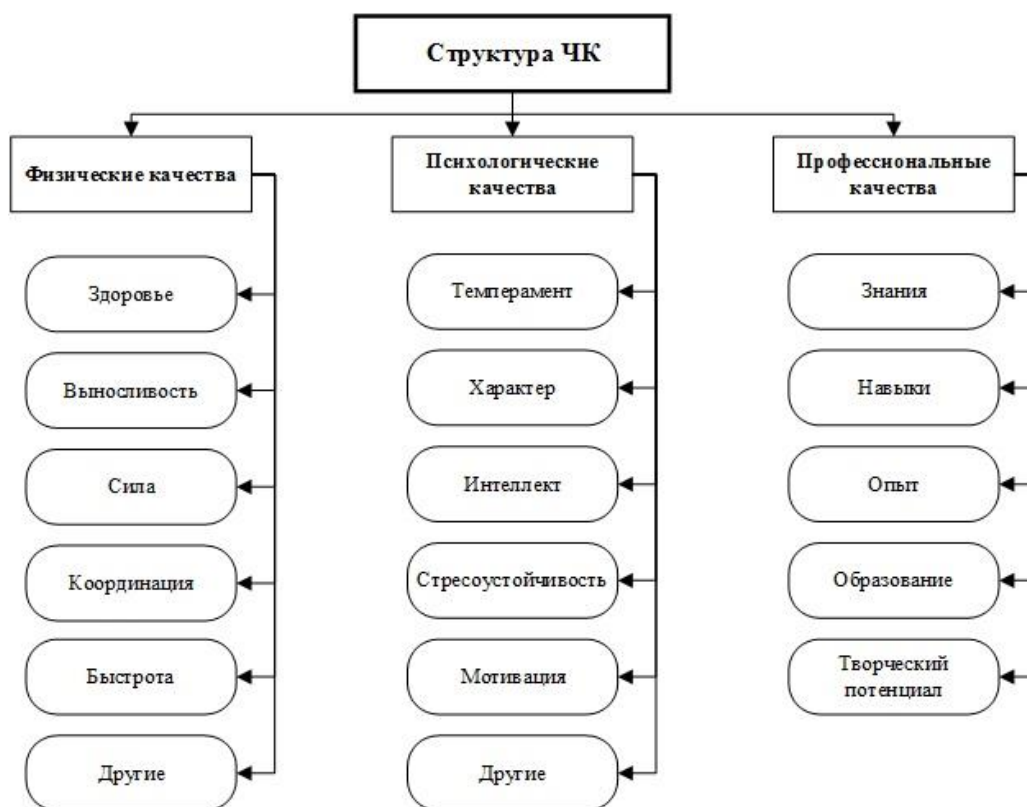 Структура ЧК
Физические качества
Психологические
качества
Профессиональные
качества
Здоровье
Выносливость
Сила
Координация
Быстрота
Другие
Темперамент
Характер
Интеллект
Стресоустойчивость
Мотивация
Другие
Знания
Навыки
Опыт
Образование
Творческий
потенциал